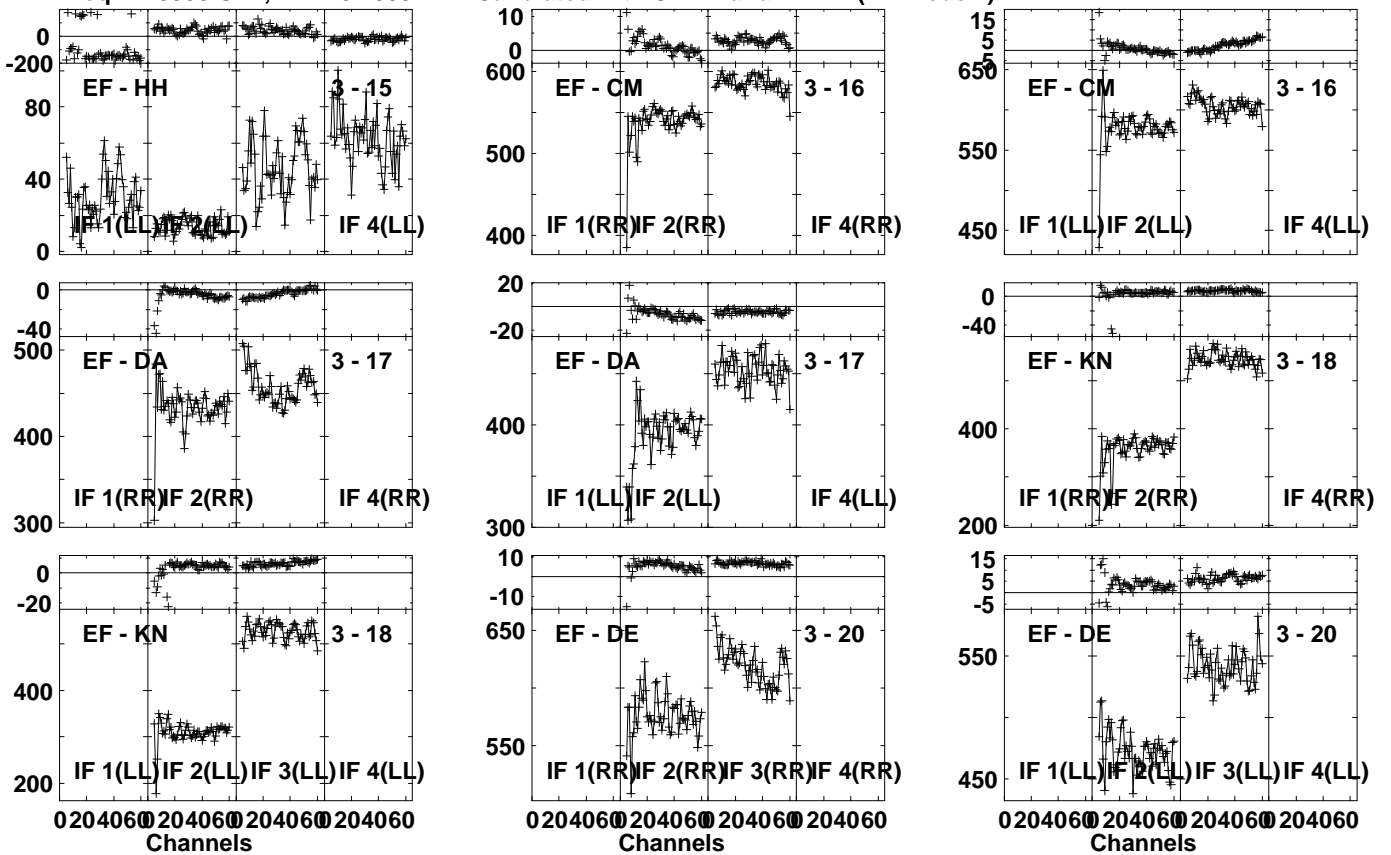 10
0
15
5
5
0
-200
EF - HH 3 - 15
80
40
0
IF 1(LL) IF 2(LL) IF 4(LL)
EF - CM 3 - 16
600
500
400
IF 1(RR) IF 2(RR) IF 4(RR)
EF - CM 3 - 16
650
550
450
IF 1(LL) IF 2(LL) IF 4(LL)
0
-40
EF - DA 3 - 17
500
400
300
IF 1(RR) IF 2(RR) IF 4(RR)
20
-20
EF - DA 3 - 17
400
300
IF 1(LL) IF 2(LL) IF 4(LL)
0
-40
EF - KN 3 - 18
400
200
IF 1(RR) IF 2(RR) IF 4(RR)
0
-20
EF - KN 3 - 18
400
200
IF 1(LL) IF 2(LL) IF 3(LL) IF 4(LL)
10
-10
EF - DE 3 - 20
650
550
IF 1(RR) IF 2(RR) IF 3(RR) IF 4(RR)
15
5
-5
EF - DE 3 - 20
550
450
IF 1(LL) IF 2(LL) IF 3(LL) IF 4(LL)
0 20 40 60 0 20 40 60 0 20 40 60 0 20 40 60
Channels
0 20 40 60 0 20 40 60 0 20 40 60 0 20 40 60
Channels
0 20 40 60 0 20 40 60 0 20 40 60 0 20 40 60
Channels